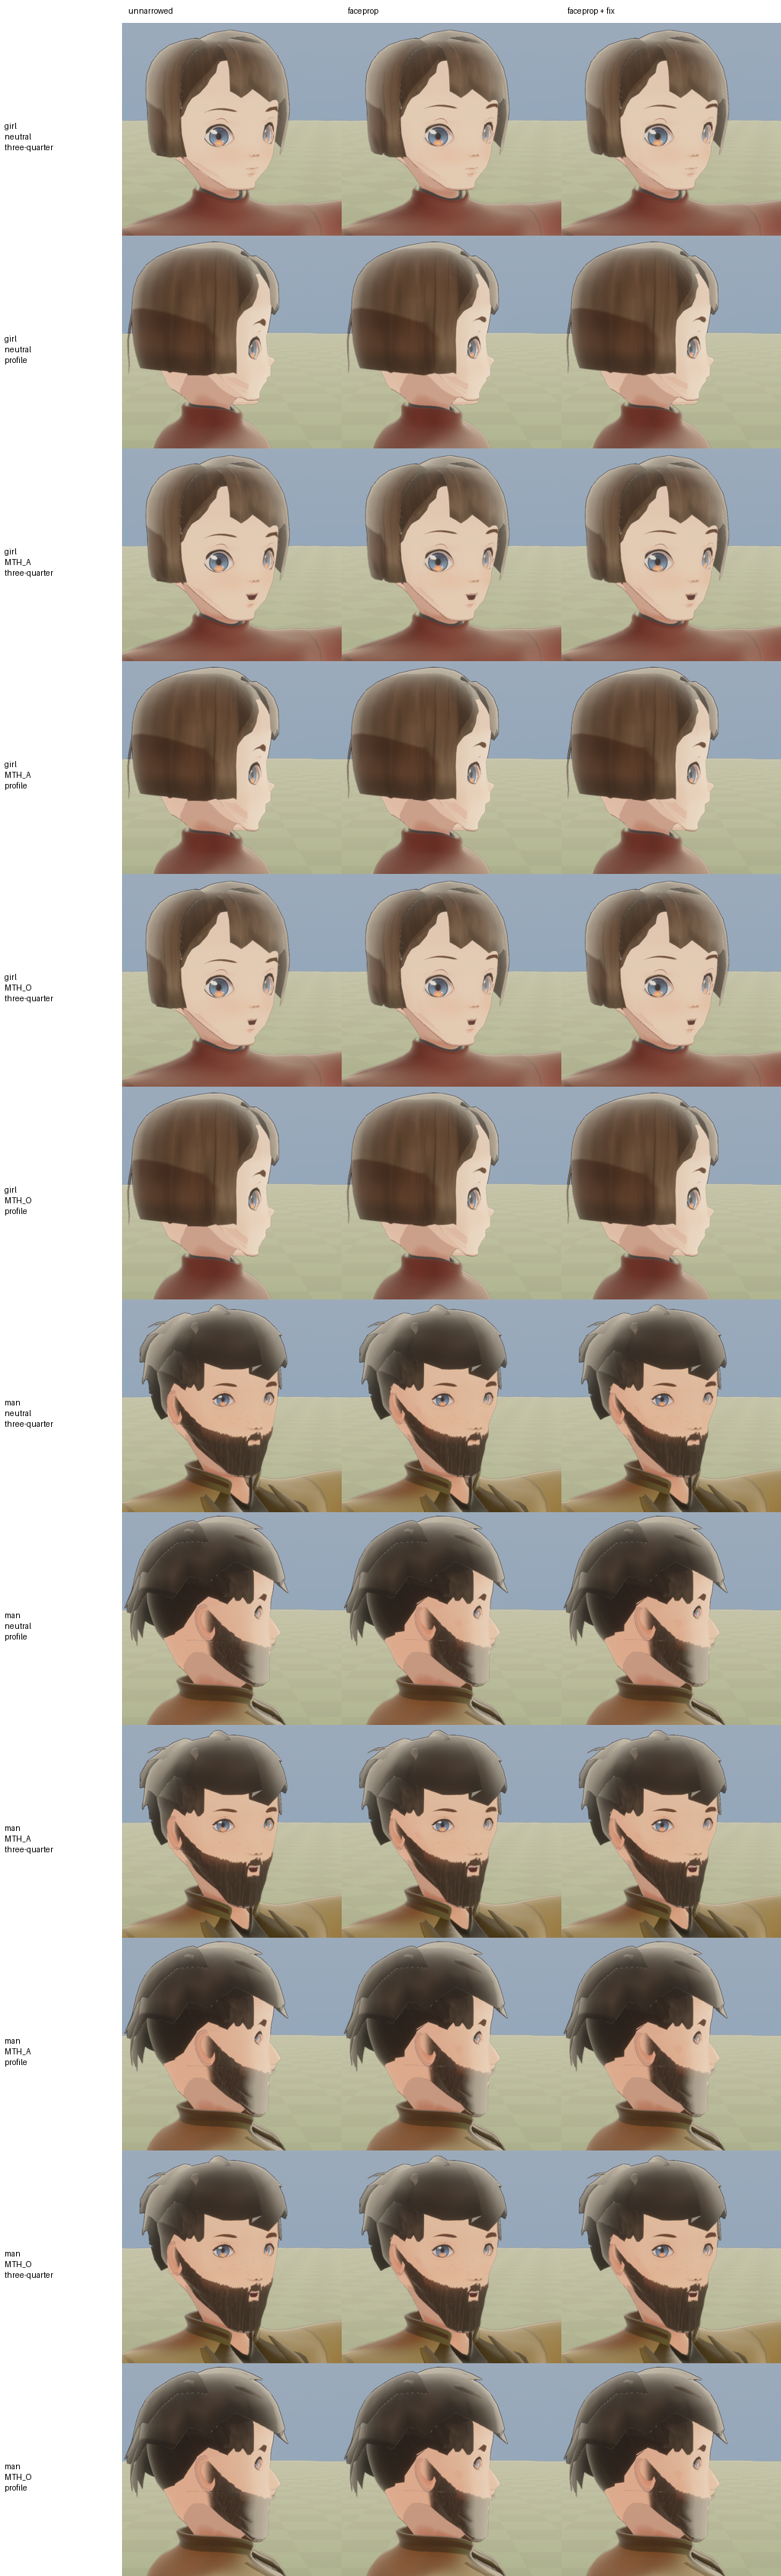 unnarrowed
faceprop
faceprop + fix
girl
neutral
three-quarter
girl
neutral
profile
girl
MTH_A
three-quarter
girl
MTH_A
profile
girl
MTH_O
three-quarter
girl
MTH_O
profile
man
neutral
three-quarter
man
neutral
profile
man
MTH_A
three-quarter
man
MTH_A
profile
man
MTH_O
three-quarter
man
MTH_O
profile